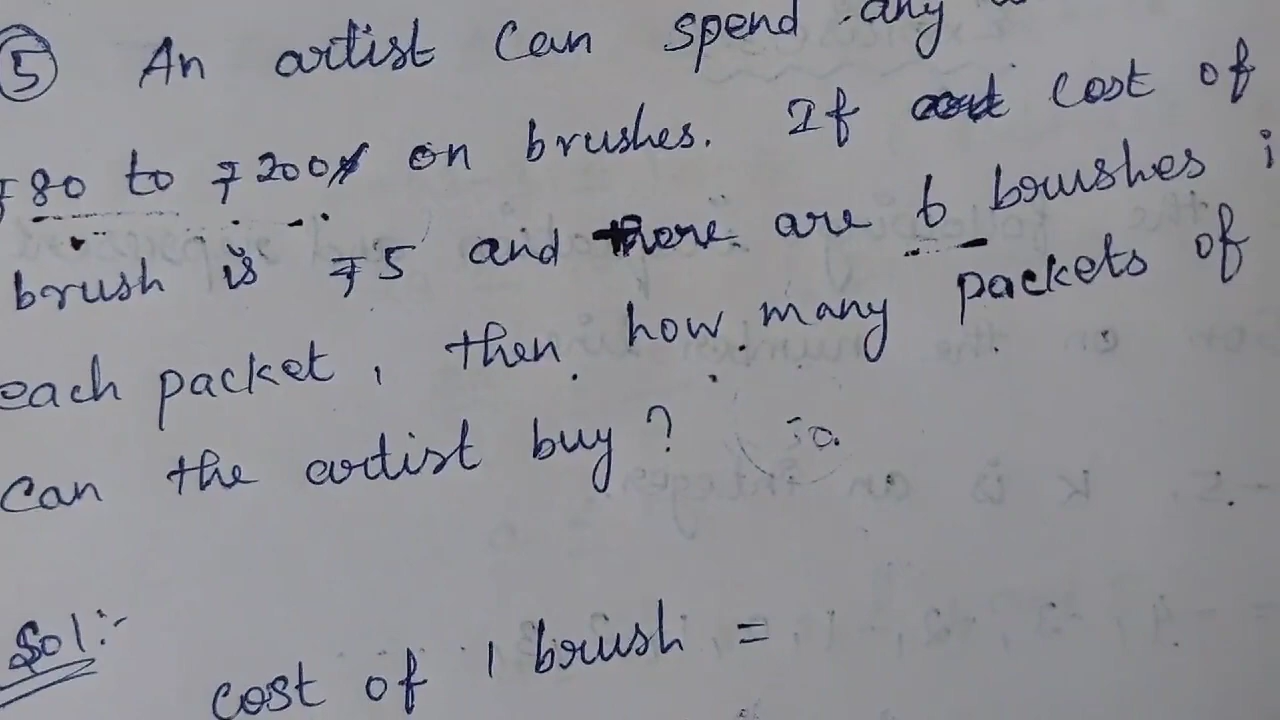 5 An artist can spend any
₹80 to ₹200 on brushes. If cost of
brush is ₹5 and there are 6 brushes i
each packet, then how many packets of
can the artist buy?
Sol:-
cost of 1 brush =